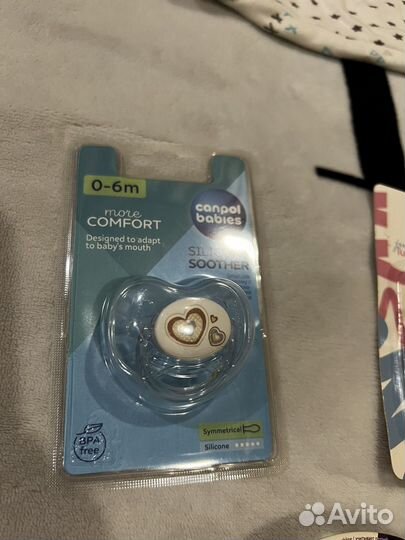 0-6m
canpol
babies
more
COMFORT
Designed to adapt
to baby's mouth
SOOTHER
Symmetrical
Silicone
BPA
free
Avito